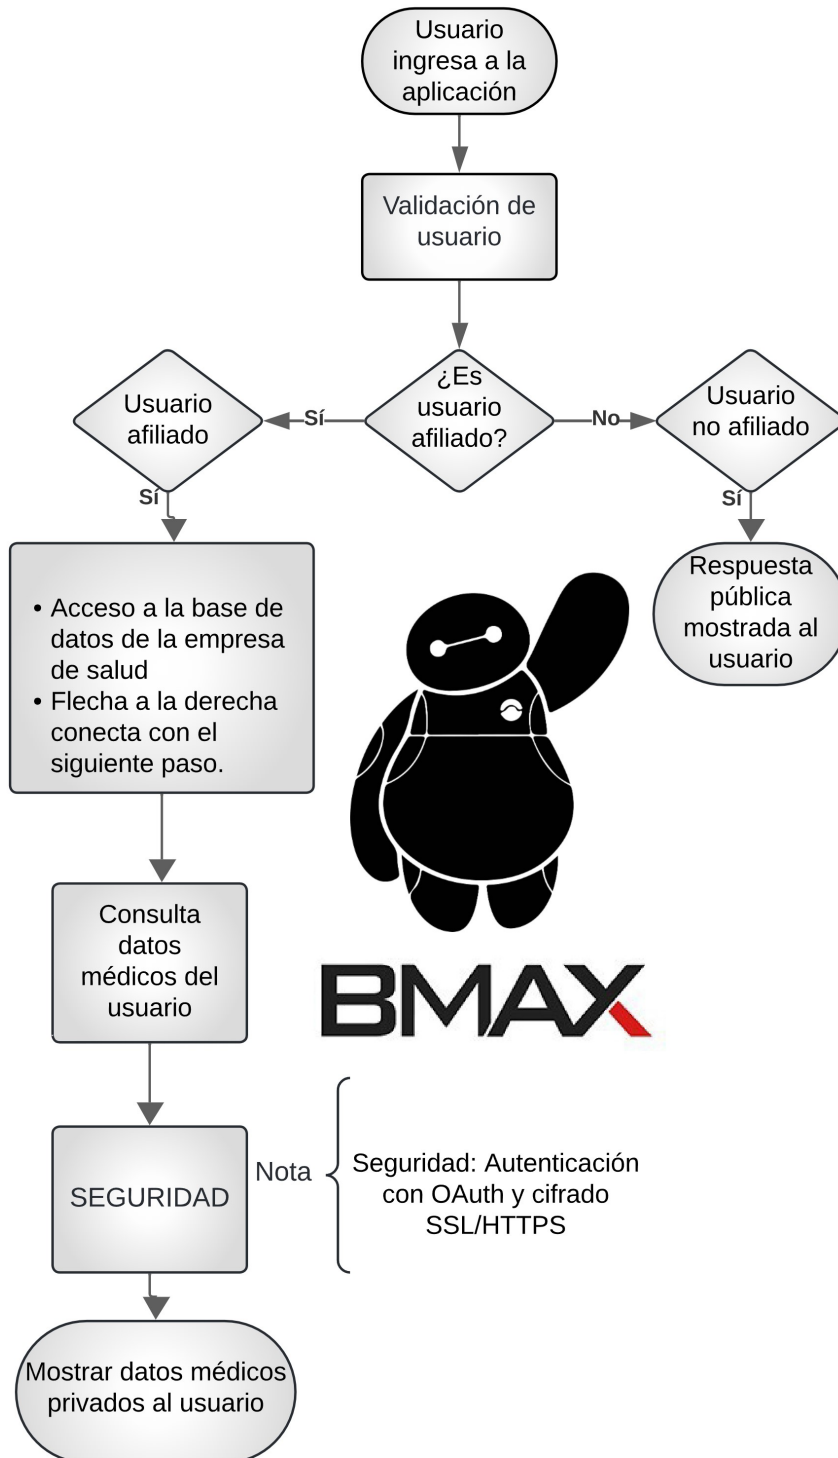 Usuario
ingresa a la
aplicación
Validación de
usuario
¿Es
usuario
afiliado?
Sí
No
Usuario
afiliado
Usuario
no afiliado
Sí
Sí
• Acceso a la base de
datos de la empresa
de salud
• Flecha a la derecha
conecta con el
siguiente paso.
Respuesta
pública
mostrada al
usuario
Consulta
datos
médicos del
usuario
BMAX
SEGURIDAD
Nota
Seguridad: Autenticación
con OAuth y cifrado
SSL/HTTPS
Mostrar datos médicos
privados al usuario